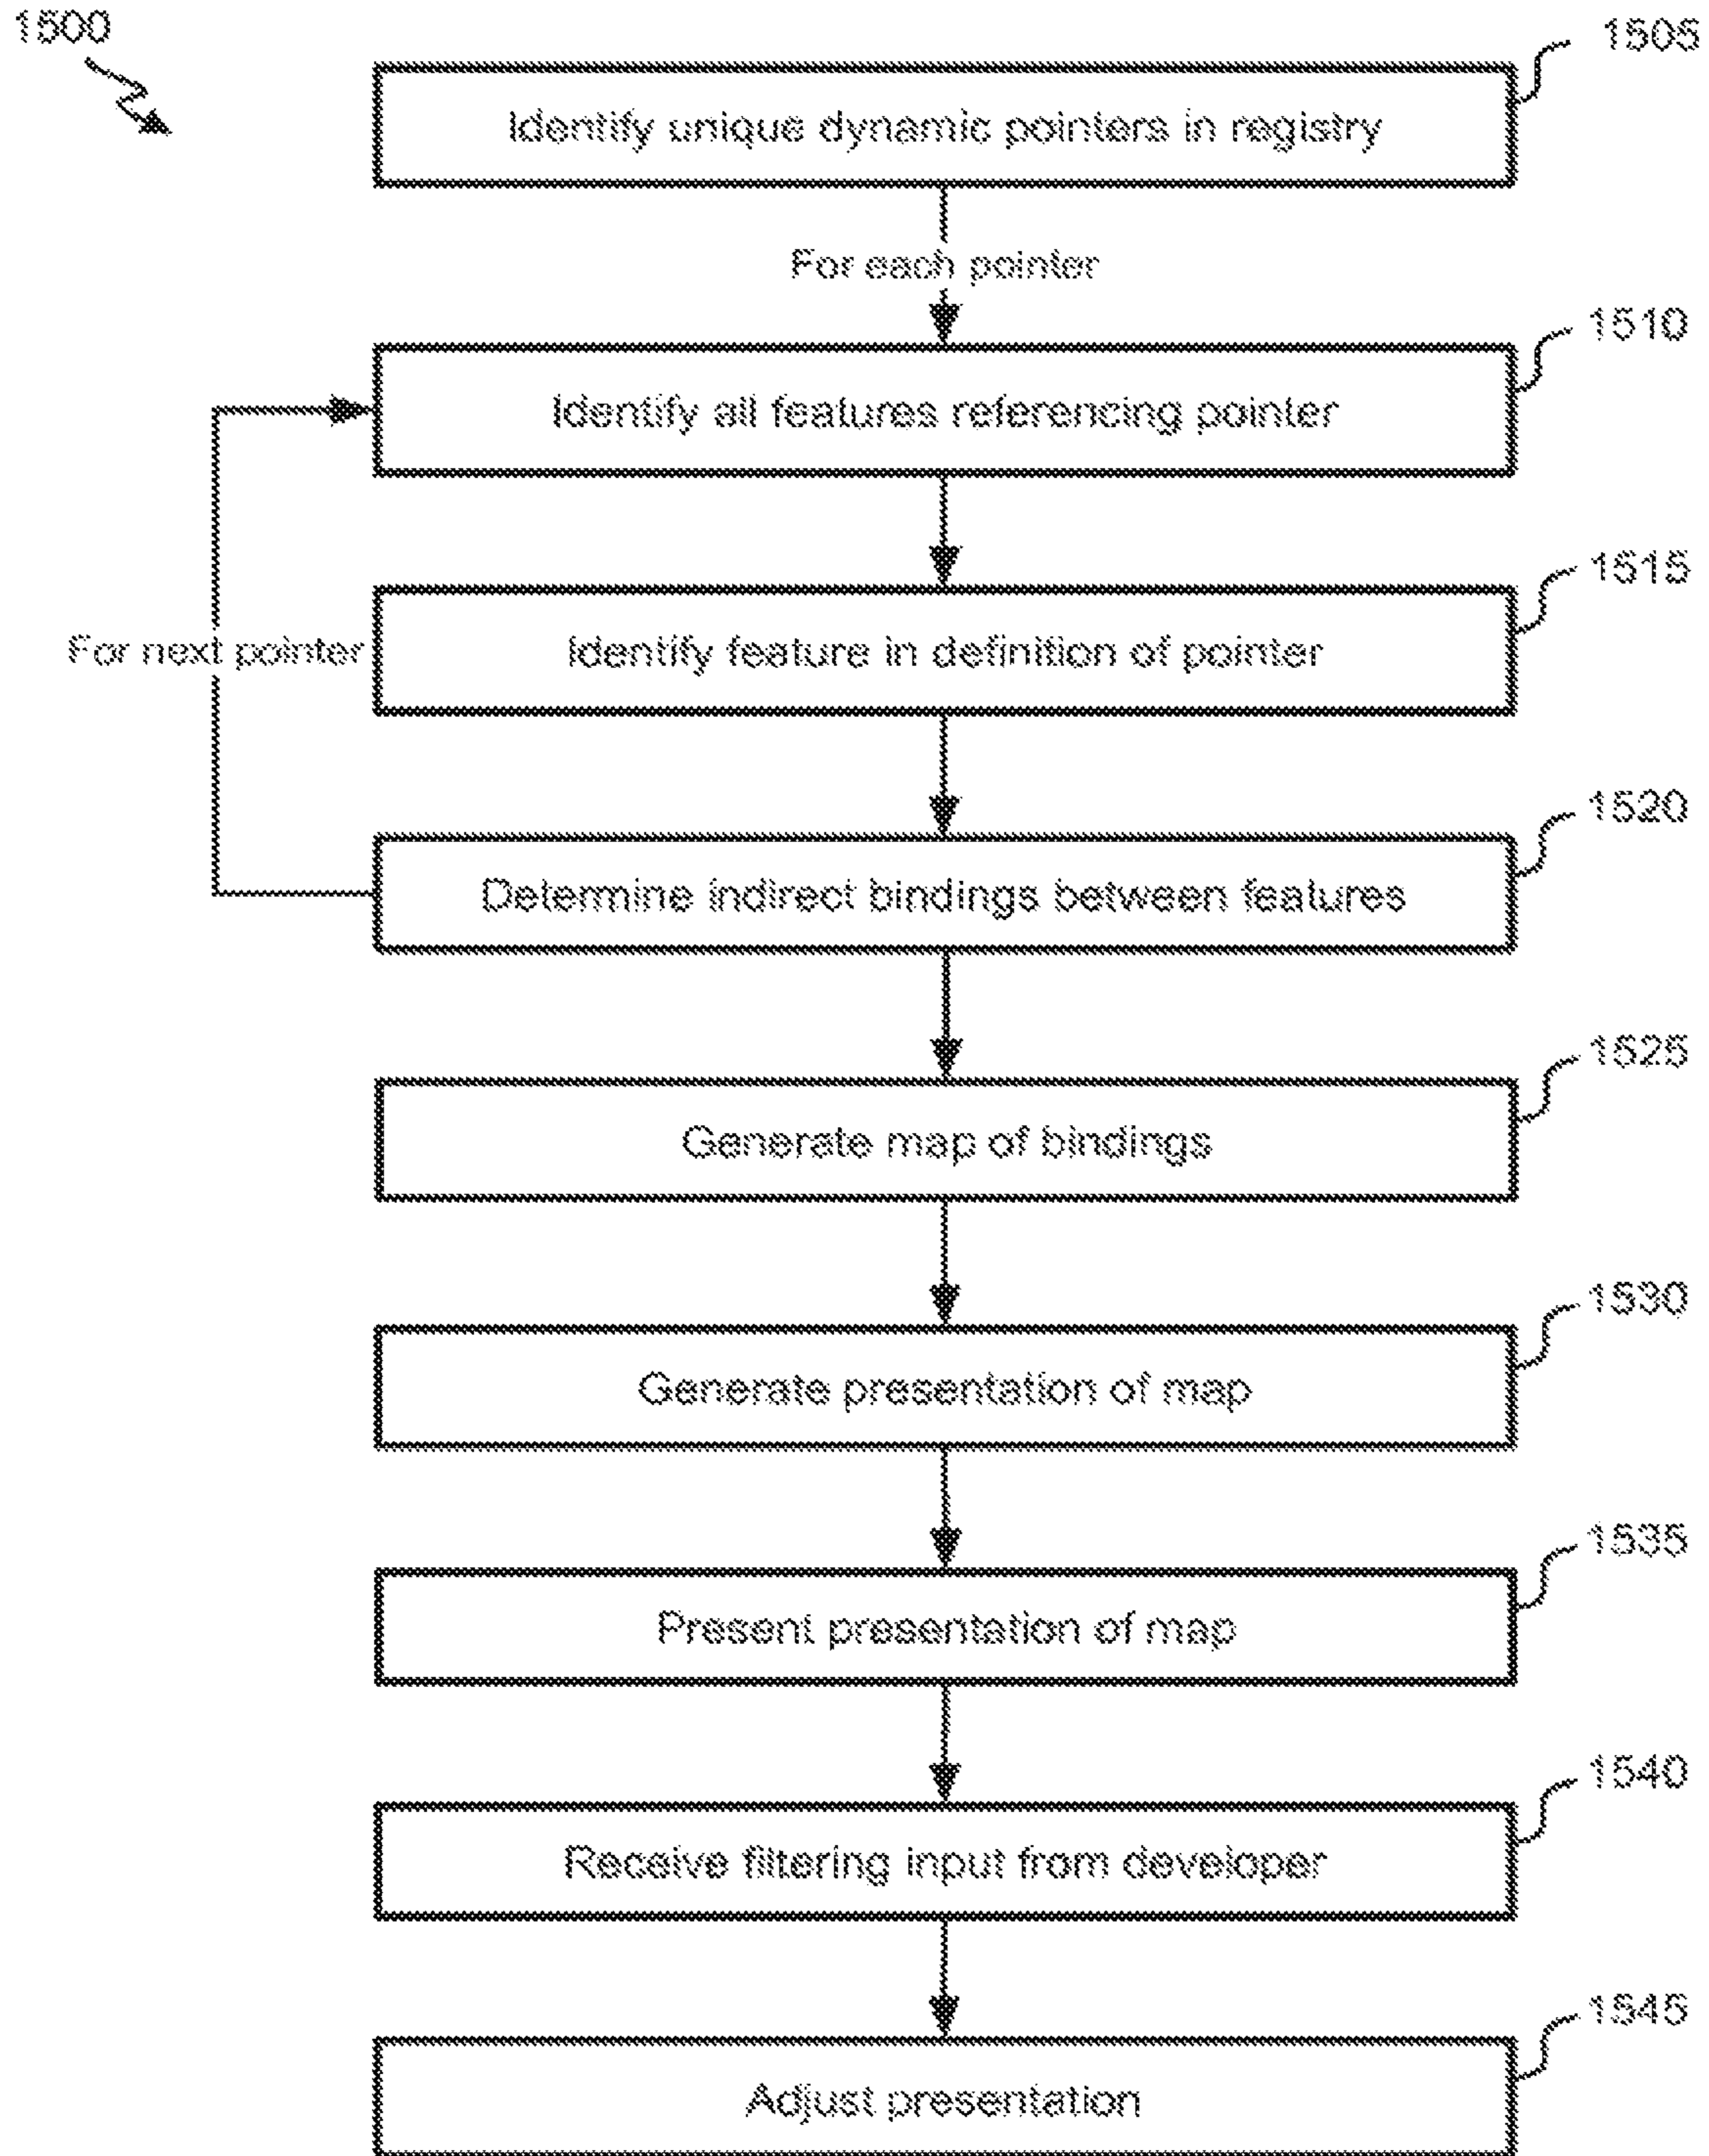 1500
1505
Identify unique dynamic pointers in registry
For each pointer
1510
Identify all features referencing pointer
1515
For next pointer
Identify feature in definition of pointer
1520
Determine indirect bindings between features
1525
Generate map of bindings
1530
Generate presentation of map
1535
Present presentation of map
1540
Receive filtering input from developer
1545
Adjust presentation